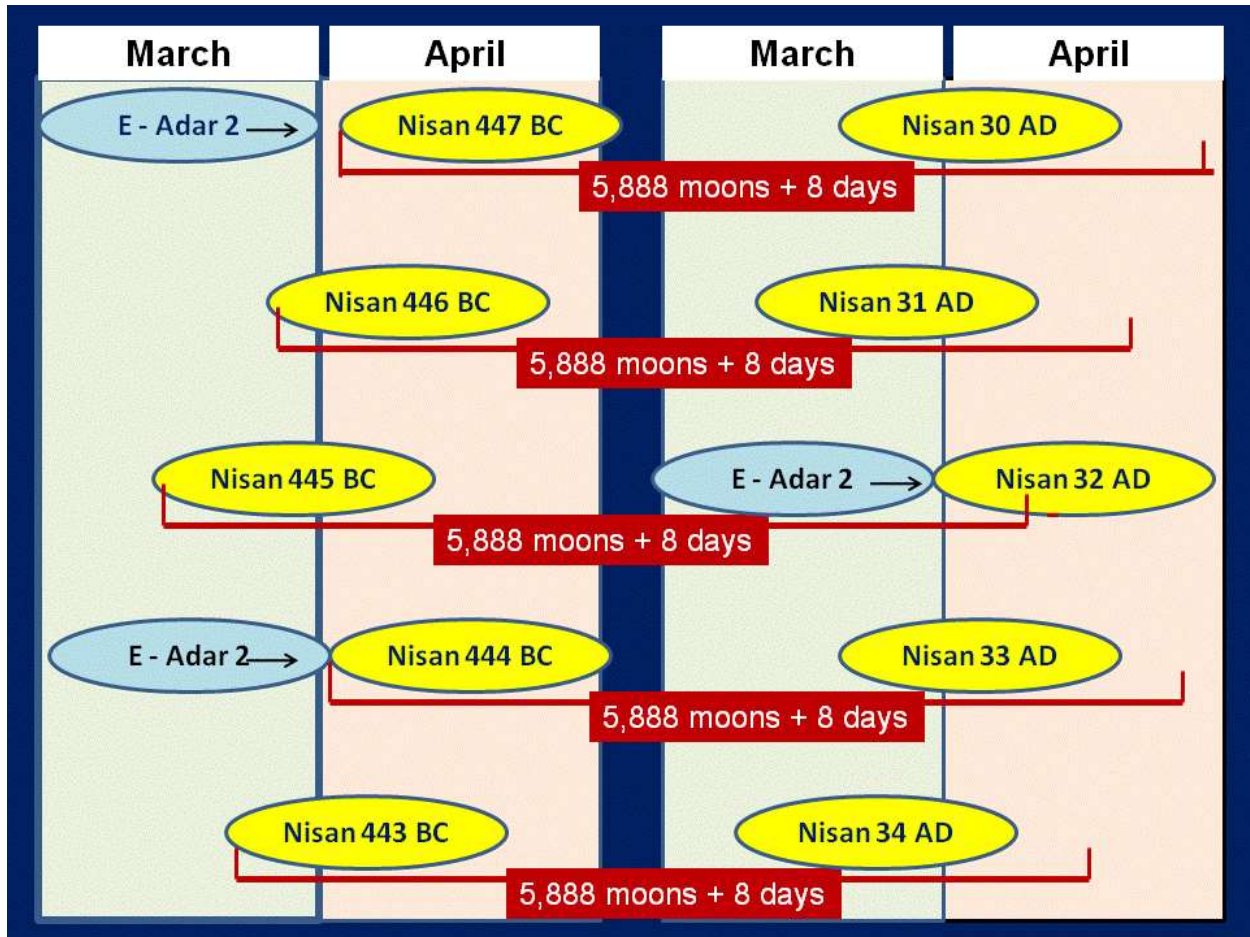 March April March April
E - Adar 2 Nisan 447 BC Nisan 30 AD
5,888 moons + 8 days
Nisan 446 BC Nisan 31 AD
5,888 moons + 8 days
Nisan 445 BC E - Adar 2 Nisan 32 AD
5,888 moons + 8 days
E - Adar 2 Nisan 444 BC Nisan 33 AD
5,888 moons + 8 days
Nisan 443 BC Nisan 34 AD
5,888 moons + 8 days